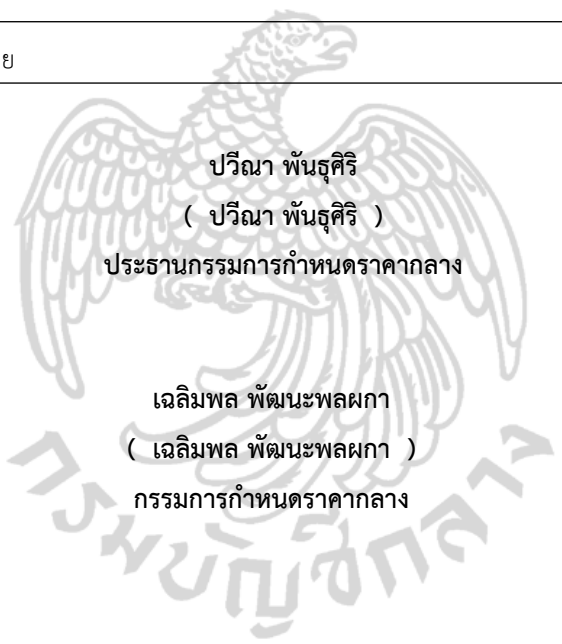 ย
ปวีณา พันธุศิริ
( ปวีณา พันธุศิริ )
ประธานกรรมการกำหนดราคากลาง
เฉลิมพล พัฒนะพลผกา
( เฉลิมพล พัฒนะพลผกา )
กรรมการกำหนดราคากลาง
กรมบัญชีกลาง